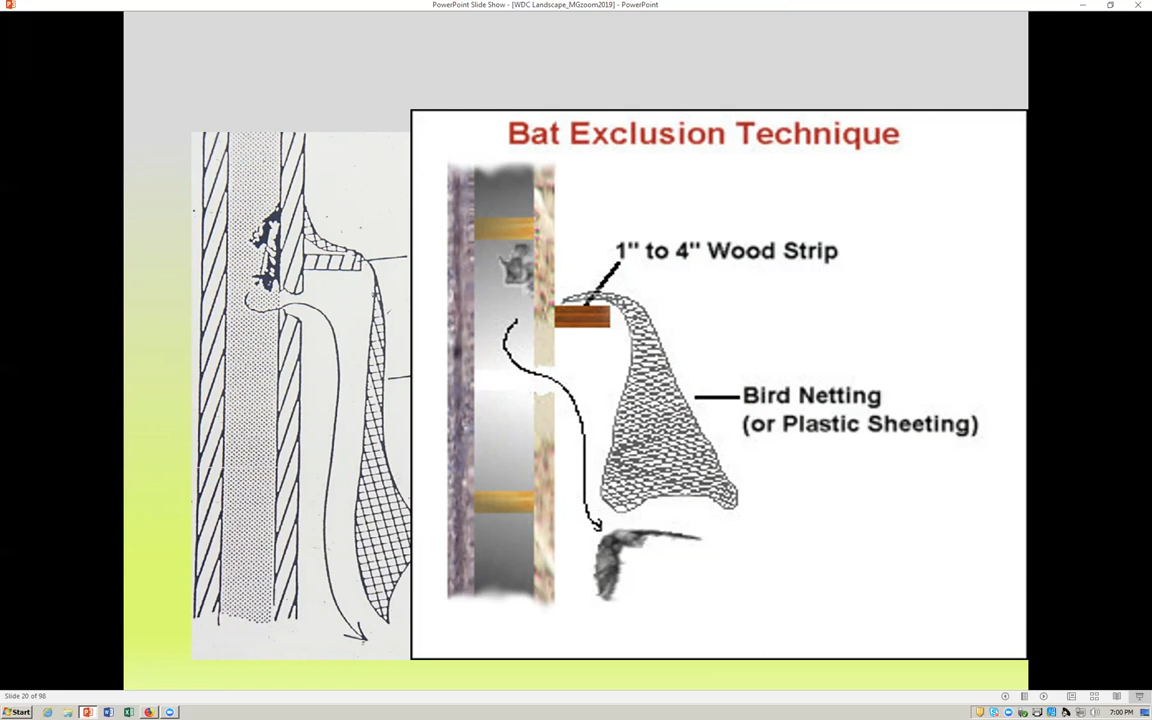 PowerPoint Slide Show - [WDC Landscape_MGzoom2019] - PowerPoint
Bat Exclusion Technique
1" to 4" Wood Strip
Bird Netting
(or Plastic Sheeting)
Slide 20 of 98
Start
7:00 PM